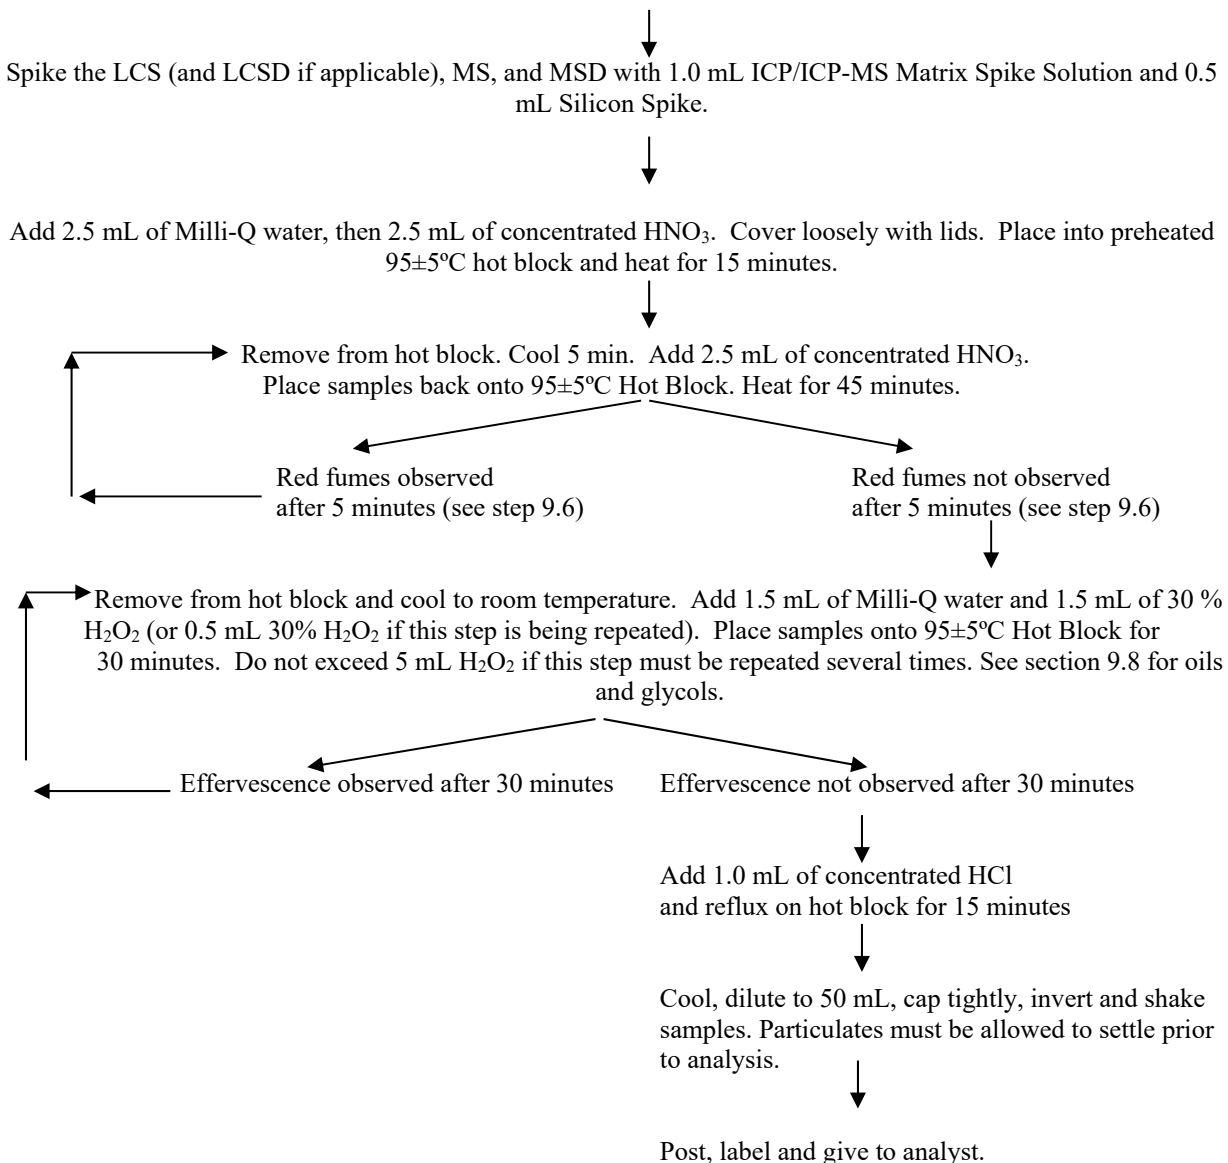 Spike the LCS (and LCSD if applicable), MS, and MSD with 1.0 mL ICP/ICP-MS Matrix Spike Solution and 0.5
mL Silicon Spike.
Add 2.5 mL of Milli-Q water, then 2.5 mL of concentrated HNO₃. Cover loosely with lids. Place into preheated
95±5ºC hot block and heat for 15 minutes.
Remove from hot block. Cool 5 min. Add 2.5 mL of concentrated HNO₃.
Place samples back onto 95±5ºC Hot Block. Heat for 45 minutes.
Red fumes observed
after 5 minutes (see step 9.6)
Red fumes not observed
after 5 minutes (see step 9.6)
Remove from hot block and cool to room temperature. Add 1.5 mL of Milli-Q water and 1.5 mL of 30 %
H₂O₂ (or 0.5 mL 30% H₂O₂ if this step is being repeated). Place samples onto 95±5ºC Hot Block for
30 minutes. Do not exceed 5 mL H₂O₂ if this step must be repeated several times. See section 9.8 for oils
and glycols.
Effervescence observed after 30 minutes
Effervescence not observed after 30 minutes
Add 1.0 mL of concentrated HCl
and reflux on hot block for 15 minutes
Cool, dilute to 50 mL, cap tightly, invert and shake
samples. Particulates must be allowed to settle prior
to analysis.
Post, label and give to analyst.